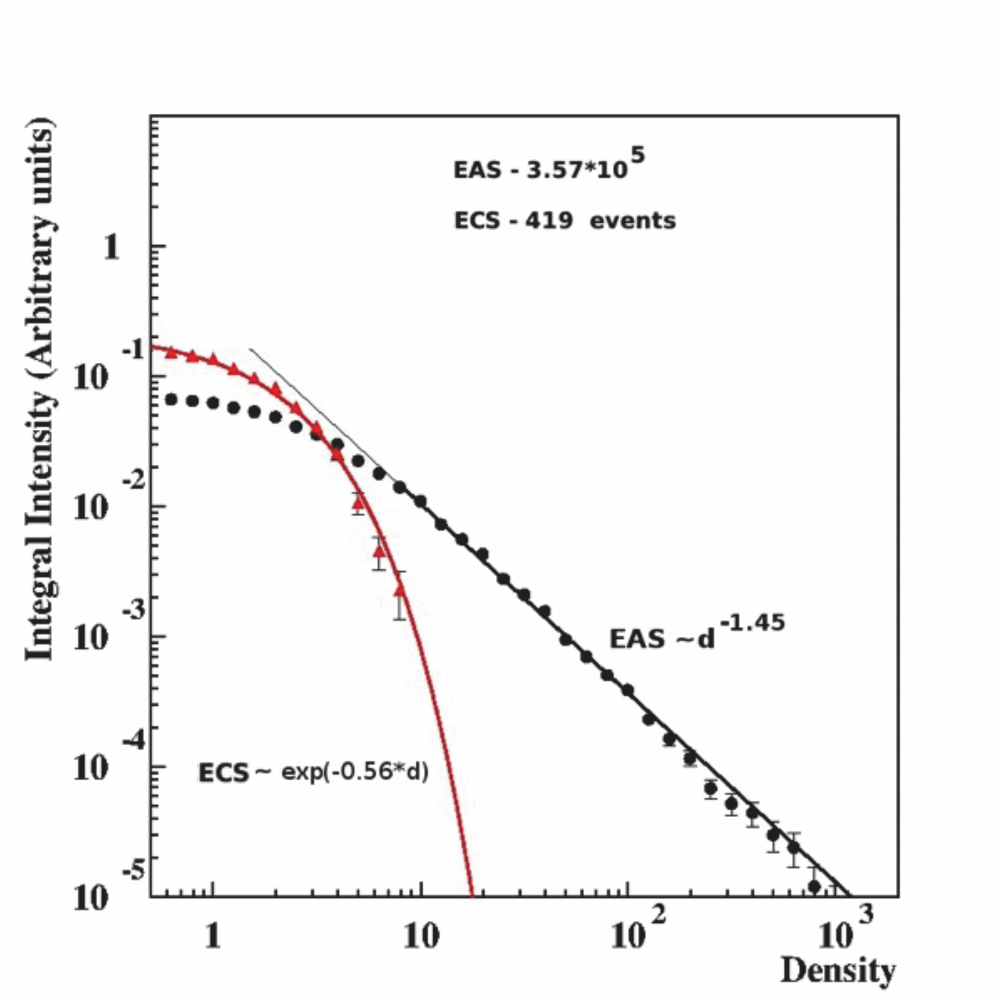 Integral Intensity (Arbitrary units)
EAS - 3.57*10^5
ECS - 419 events
1
10^-1
10^-2
10^-3
10^-4
10^-5
EAS ~d^-1.45
ECS ~ exp(-0.56*d)
1 10 10^2 10^3
Density